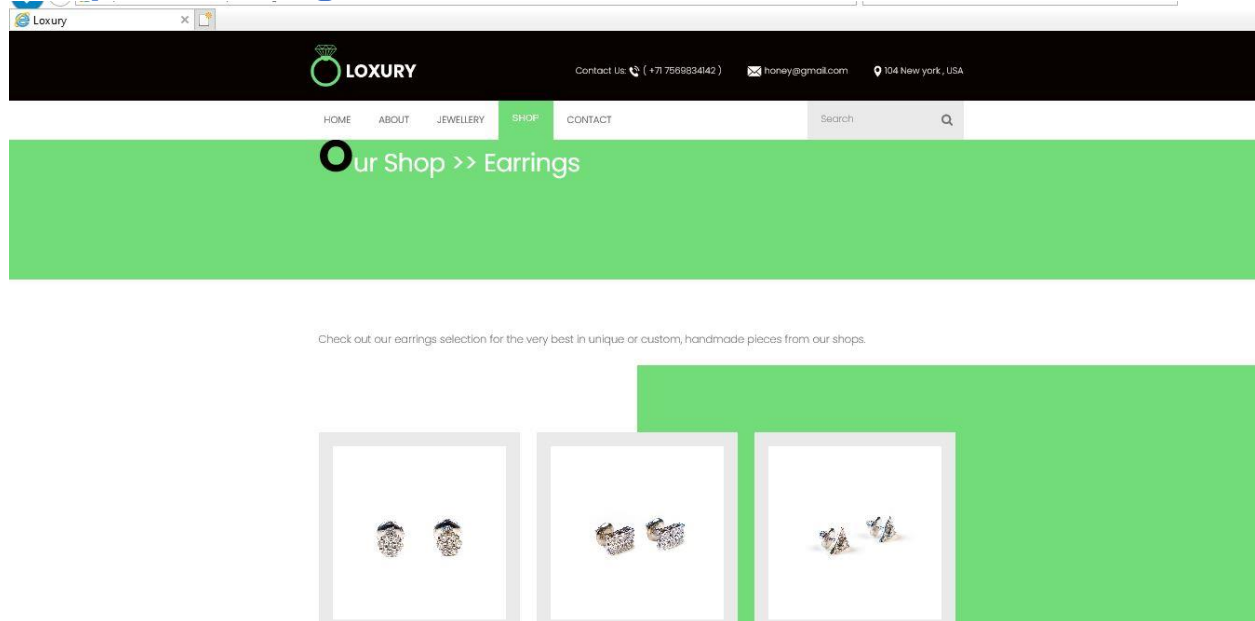 Loxury
LOXURY
Contact Us: ( +71 7569834142 ) honey@gmail.com 104 New york , USA
HOME ABOUT JEWELLERY SHOP CONTACT Search
Our Shop >> Earrings
Check out our earrings selection for the very best in unique or custom, handmade pieces from our shops.